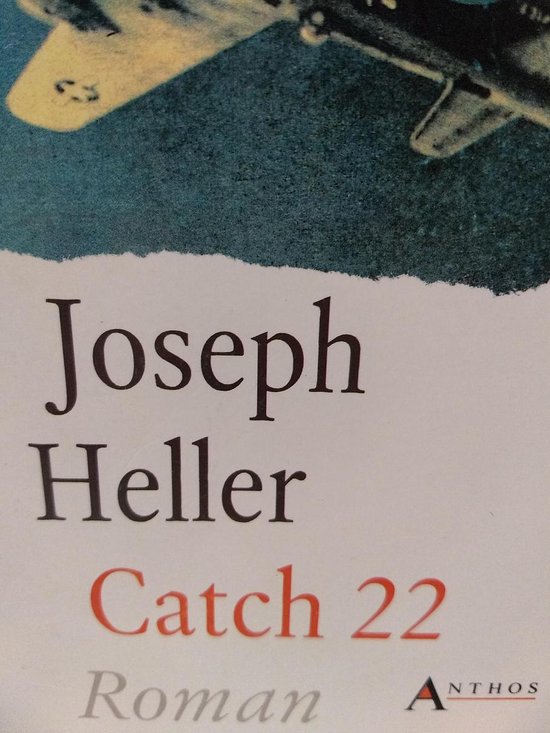 Joseph
Heller
Catch 22
Roman
ANTHOS